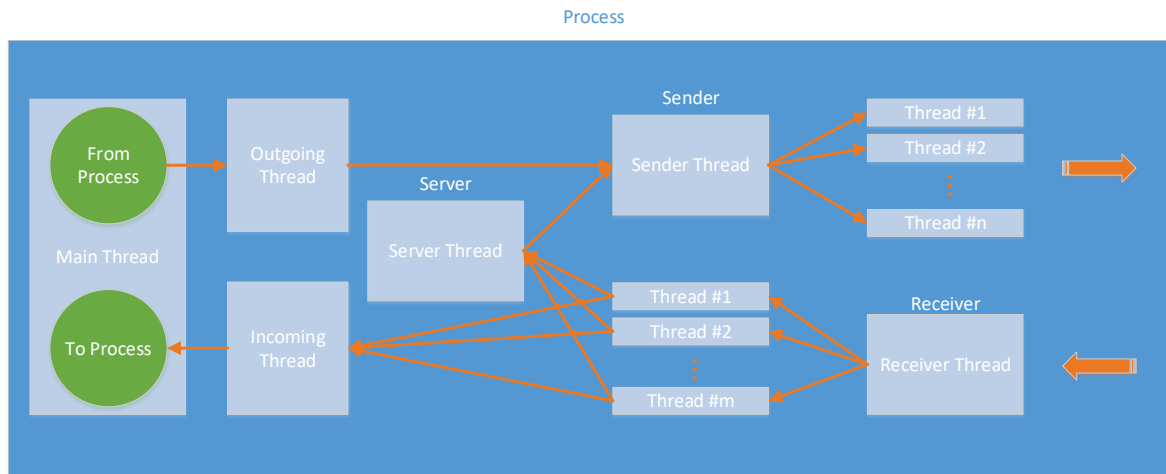 Process
From
Process
Main Thread
To Process
Outgoing
Thread
Incoming
Thread
Server
Server Thread
Sender
Sender Thread
Thread #1
Thread #2
Thread #n
Thread #1
Thread #2
Thread #m
Receiver
Receiver Thread